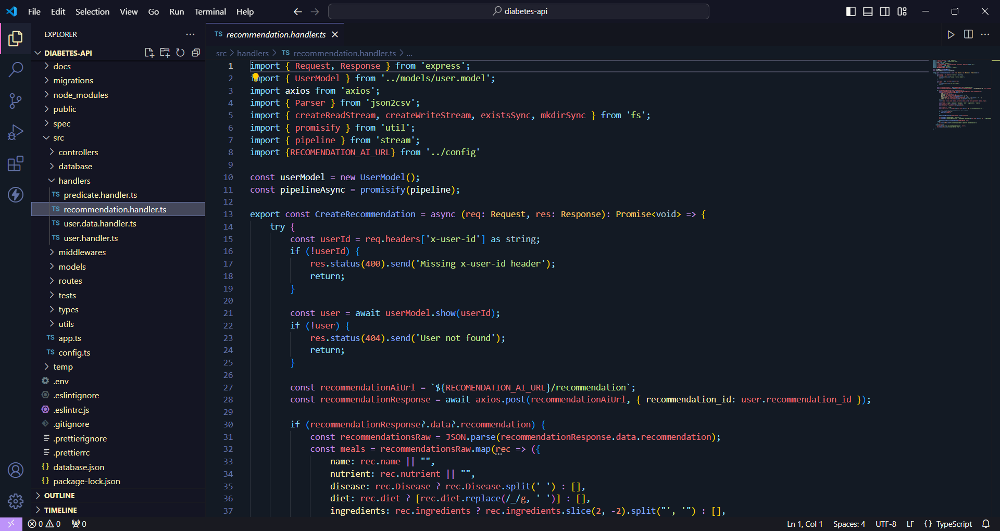 File Edit Selection View Go Run Terminal Help
diabetes-api
EXPLORER
DIABETES-API
docs
migrations
node_modules
public
spec
src
controllers
database
handlers
TS predicate.handler.ts
TS recommendation.handler.ts
TS user.data.handler.ts
TS user.handler.ts
middlewares
models
routes
tests
types
utils
TS app.ts
TS config.ts
temp
.env
.eslintignore
.eslintrc.js
.gitignore
.prettierignore
.prettierrc
{} database.json
{} package-lock.json
OUTLINE
TIMELINE
TS recommendation.handler.ts
src > handlers > TS recommendation.handler.ts > ...
1 import { Request, Response } from 'express';
2 import { UserModel } from '../models/user.model';
3 import axios from 'axios';
4 import { Parser } from 'json2csv';
5 import { createReadStream, createWriteStream, existsSync, mkdirSync } from 'fs';
6 import { promisify } from 'util';
7 import { pipeline } from 'stream';
8 import {RECOMENDATION_AI_URL} from '../config'
9
10 const userModel = new UserModel();
11 const pipelineAsync = promisify(pipeline);
12
13 export const CreateRecommendation = async (req: Request, res: Response): Promise<void> => {
14 try {
15 const userId = req.headers['x-user-id'] as string;
16 if (!userId) {
17 res.status(400).send('Missing x-user-id header');
18 return;
19 }
20
21 const user = await userModel.show(userId);
22 if (!user) {
23 res.status(404).send('User not found');
24 return;
25 }
26
27 const recommendationAiUrl = `${RECOMENDATION_AI_URL}/recommendation`;
28 const recommendationResponse = await axios.post(recommendationAiUrl, { recommendation_id: user.recommendation_id });
29
30 if (recommendationResponse?.data?.recommendation) {
31 const recommendationsRaw = JSON.parse(recommendationResponse.data.recommendation);
32 const meals = recommendationsRaw.map(rec => ({
33 name: rec.name || "",
34 nutrient: rec.nutrient || "",
35 disease: rec.Disease ? rec.Disease.split(' ') : [],
36 diet: rec.diet ? [rec.diet.replace(/_/g, ' ')] : [],
37 ingredients: rec.ingredients ? rec.ingredients.slice(2, -2).split("', '") : [],
0 0 0
Ln 1, Col 1 Spaces: 4 UTF-8 LF {} TypeScript